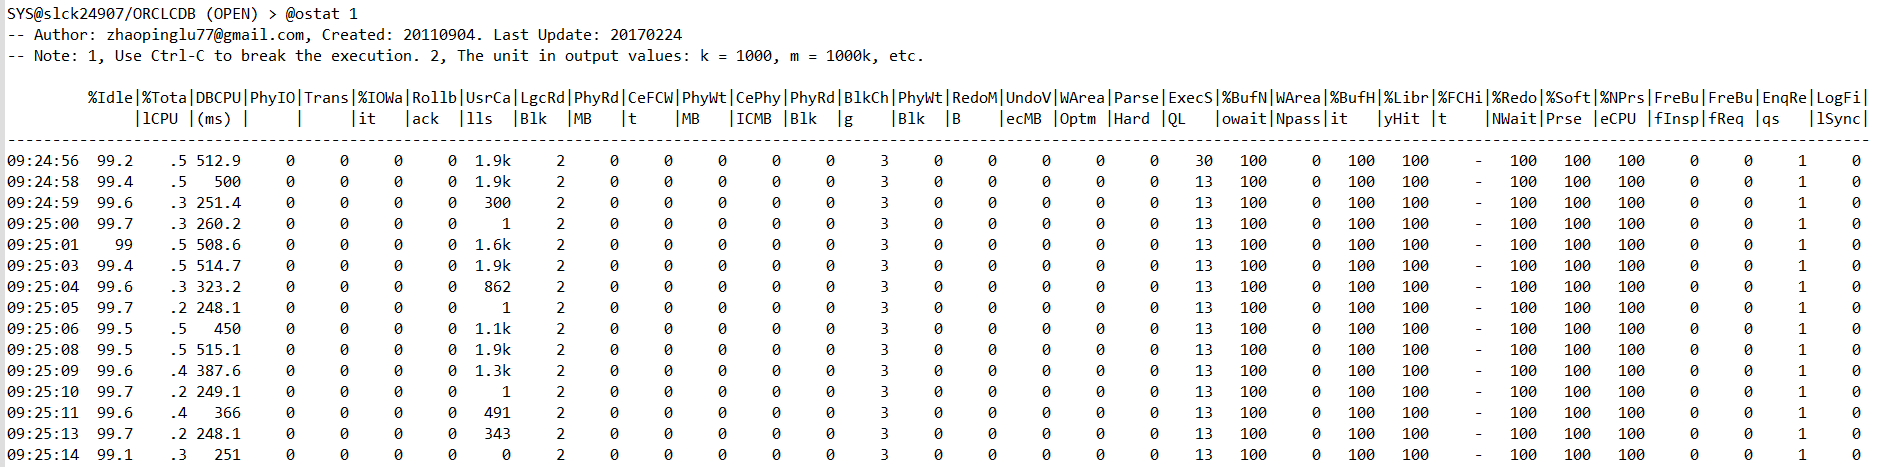 SYS@slck24907/ORCLCDB (OPEN) > @ostat 1
-- Author: zhaopinglu77@gmail.com, Created: 20110904. Last Update: 20170224
-- Note: 1, Use Ctrl-C to break the execution. 2, The unit in output values: k = 1000, m = 1000k, etc.
         %Idle|%Tota|DBCPU|PhyIO|Trans|%IOWa|Rollb|UsrCa|LgcRd|PhyRd|CeFCW|PhyWt|CePhy|PhyRd|BlkCh|PhyWt|RedoM|UndoV|WArea|Parse|ExecS|%BufN|WArea|%BufH|%Libr|%FCHi|%Redo|%Soft|%NPrs|FreBu|FreBu|EnqRe|LogFi|
              |lCPU |(ms) |     |     |it   |ack  |lls  |Blk  |MB   |t    |MB   |ICMB |Blk  |g    |Blk  |B    |ecMB |Optm |Hard |QL   |owait|Npass|it   |yHit |t    |NWait|Prse |eCPU |fInsp|fReq |qs   |lSync|
--------------------------------------------------------------------------------------------------------------------------------------------------------------------------------------------------------------
09:24:56  99.2    .5 512.9     0     0     0     0  1.9k     2     0     0     0     0     0     3     0     0     0     0     0    30   100     0   100   100     -   100   100   100     0     0     1     0
09:24:58  99.4    .5   500     0     0     0     0  1.9k     2     0     0     0     0     0     3     0     0     0     0     0    13   100     0   100   100     -   100   100   100     0     0     1     0
09:24:59  99.6    .3 251.4     0     0     0     0   300     2     0     0     0     0     0     3     0     0     0     0     0    13   100     0   100   100     -   100   100   100     0     0     1     0
09:25:00  99.7    .3 260.2     0     0     0     0     1     2     0     0     0     0     0     3     0     0     0     0     0    13   100     0   100   100     -   100   100   100     0     0     1     0
09:25:01    99    .5 508.6     0     0     0     0  1.6k     2     0     0     0     0     0     3     0     0     0     0     0    13   100     0   100   100     -   100   100   100     0     0     1     0
09:25:03  99.4    .5 514.7     0     0     0     0  1.9k     2     0     0     0     0     0     3     0     0     0     0     0    13   100     0   100   100     -   100   100   100     0     0     1     0
09:25:04  99.6    .3 323.2     0     0     0     0   862     2     0     0     0     0     0     3     0     0     0     0     0    13   100     0   100   100     -   100   100   100     0     0     1     0
09:25:05  99.7    .2 248.1     0     0     0     0     1     2     0     0     0     0     0     3     0     0     0     0     0    13   100     0   100   100     -   100   100   100     0     0     1     0
09:25:06  99.5    .5   450     0     0     0     0  1.1k     2     0     0     0     0     0     3     0     0     0     0     0    13   100     0   100   100     -   100   100   100     0     0     1     0
09:25:08  99.5    .5 515.1     0     0     0     0  1.9k     2     0     0     0     0     0     3     0     0     0     0     0    13   100     0   100   100     -   100   100   100     0     0     1     0
09:25:09  99.6    .4 387.6     0     0     0     0  1.3k     2     0     0     0     0     0     3     0     0     0     0     0    13   100     0   100   100     -   100   100   100     0     0     1     0
09:25:10  99.7    .2 249.1     0     0     0     0     1     2     0     0     0     0     0     3     0     0     0     0     0    13   100     0   100   100     -   100   100   100     0     0     1     0
09:25:11  99.6    .4   366     0     0     0     0   491     2     0     0     0     0     0     3     0     0     0     0     0    13   100     0   100   100     -   100   100   100     0     0     1     0
09:25:13  99.7    .2 248.1     0     0     0     0   343     2     0     0     0     0     0     3     0     0     0     0     0    13   100     0   100   100     -   100   100   100     0     0     1     0
09:25:14  99.1    .3   251     0     0     0     0     0     2     0     0     0     0     0     3     0     0     0     0     0    13   100     0   100   100     -   100   100   100     0     0     1     0